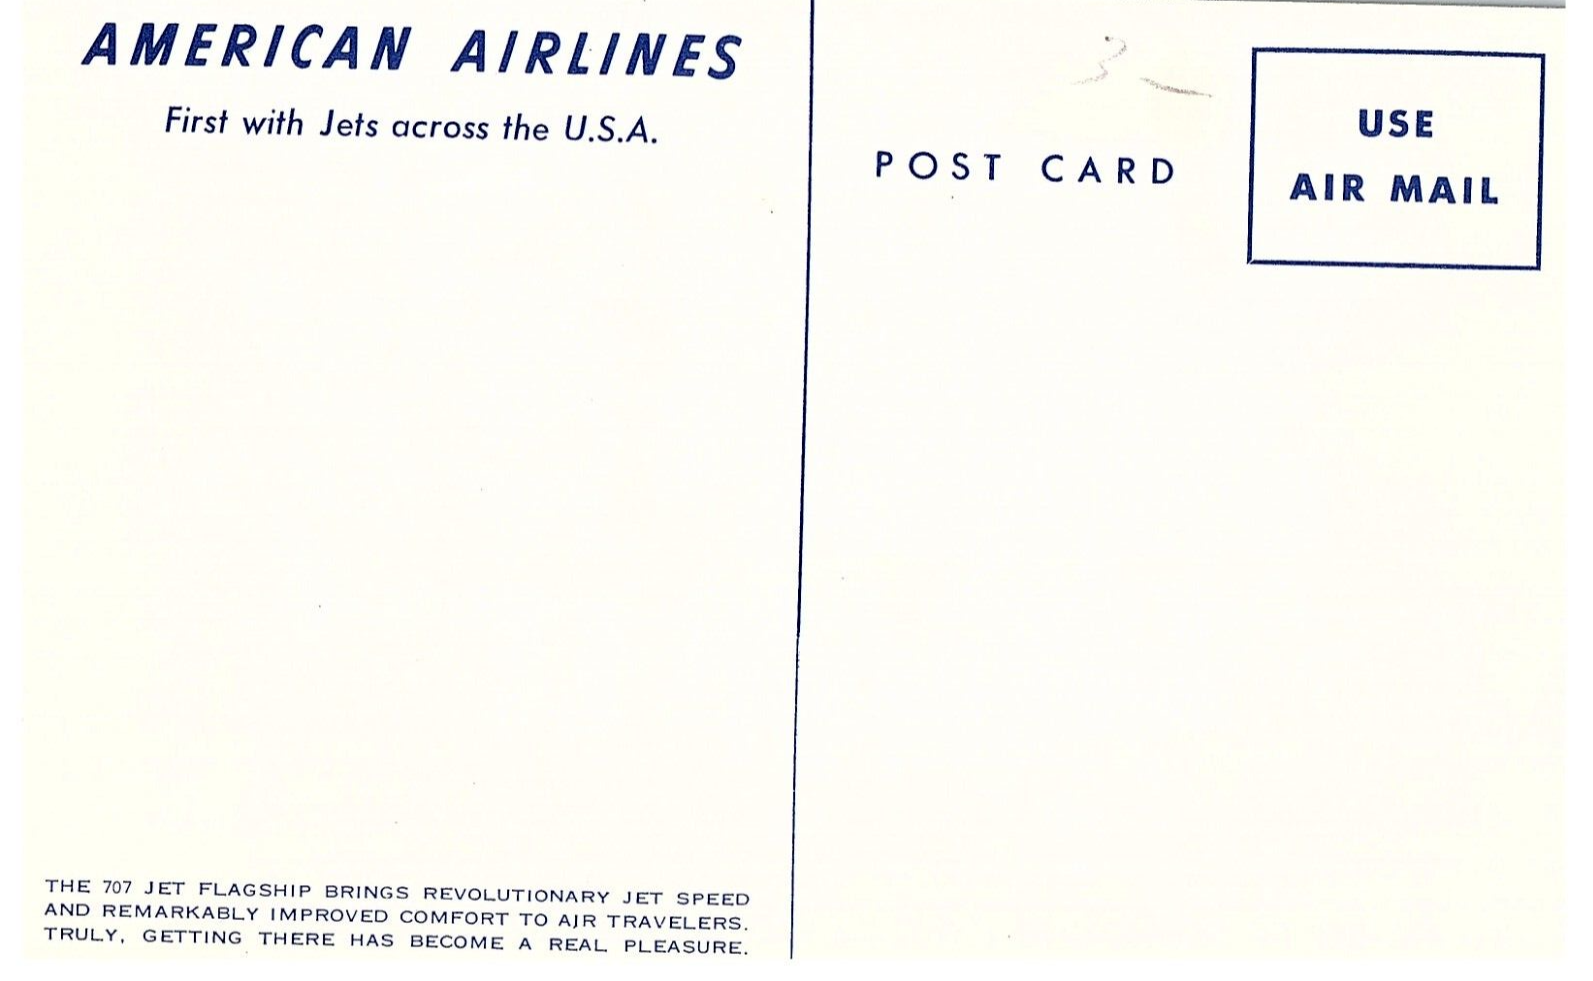 AMERICAN AIRLINES
First with Jets across the U.S.A.
POST CARD
USE
AIR MAIL
THE 707 JET FLAGSHIP BRINGS REVOLUTIONARY JET SPEED
AND REMARKABLY IMPROVED COMFORT TO AIR TRAVELERS.
TRULY, GETTING THERE HAS BECOME A REAL PLEASURE.